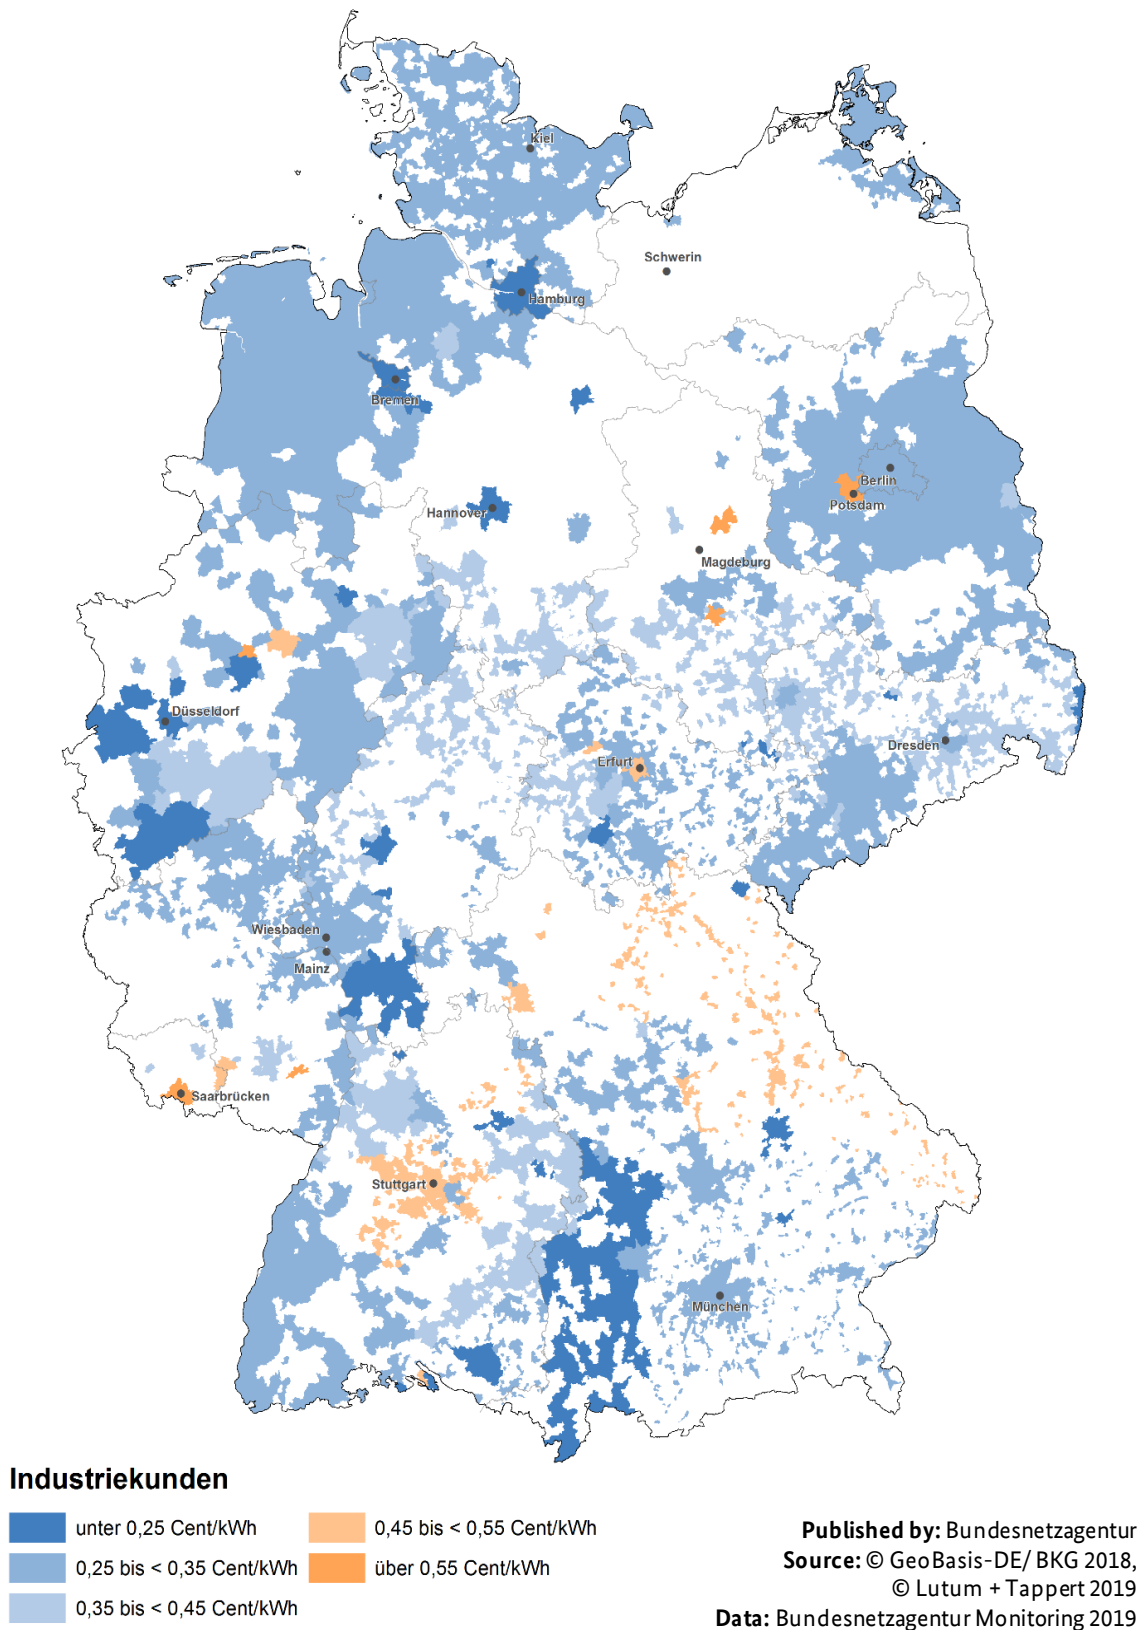 Kiel
Schwerin
Hamburg
Bremen
Berlin
Potsdam
Hannover
Magdeburg
Düsseldorf
Dresden
Erfurt
Wiesbaden
Mainz
Saarbrücken
Stuttgart
München
Industriekunden
unter 0,25 Cent/kWh
0,25 bis < 0,35 Cent/kWh
0,35 bis < 0,45 Cent/kWh
0,45 bis < 0,55 Cent/kWh
über 0,55 Cent/kWh
Published by: Bundesnetzagentur
Source: © GeoBasis-DE/ BKG 2018,
© Lutum + Tappert 2019
Data: Bundesnetzagentur Monitoring 2019